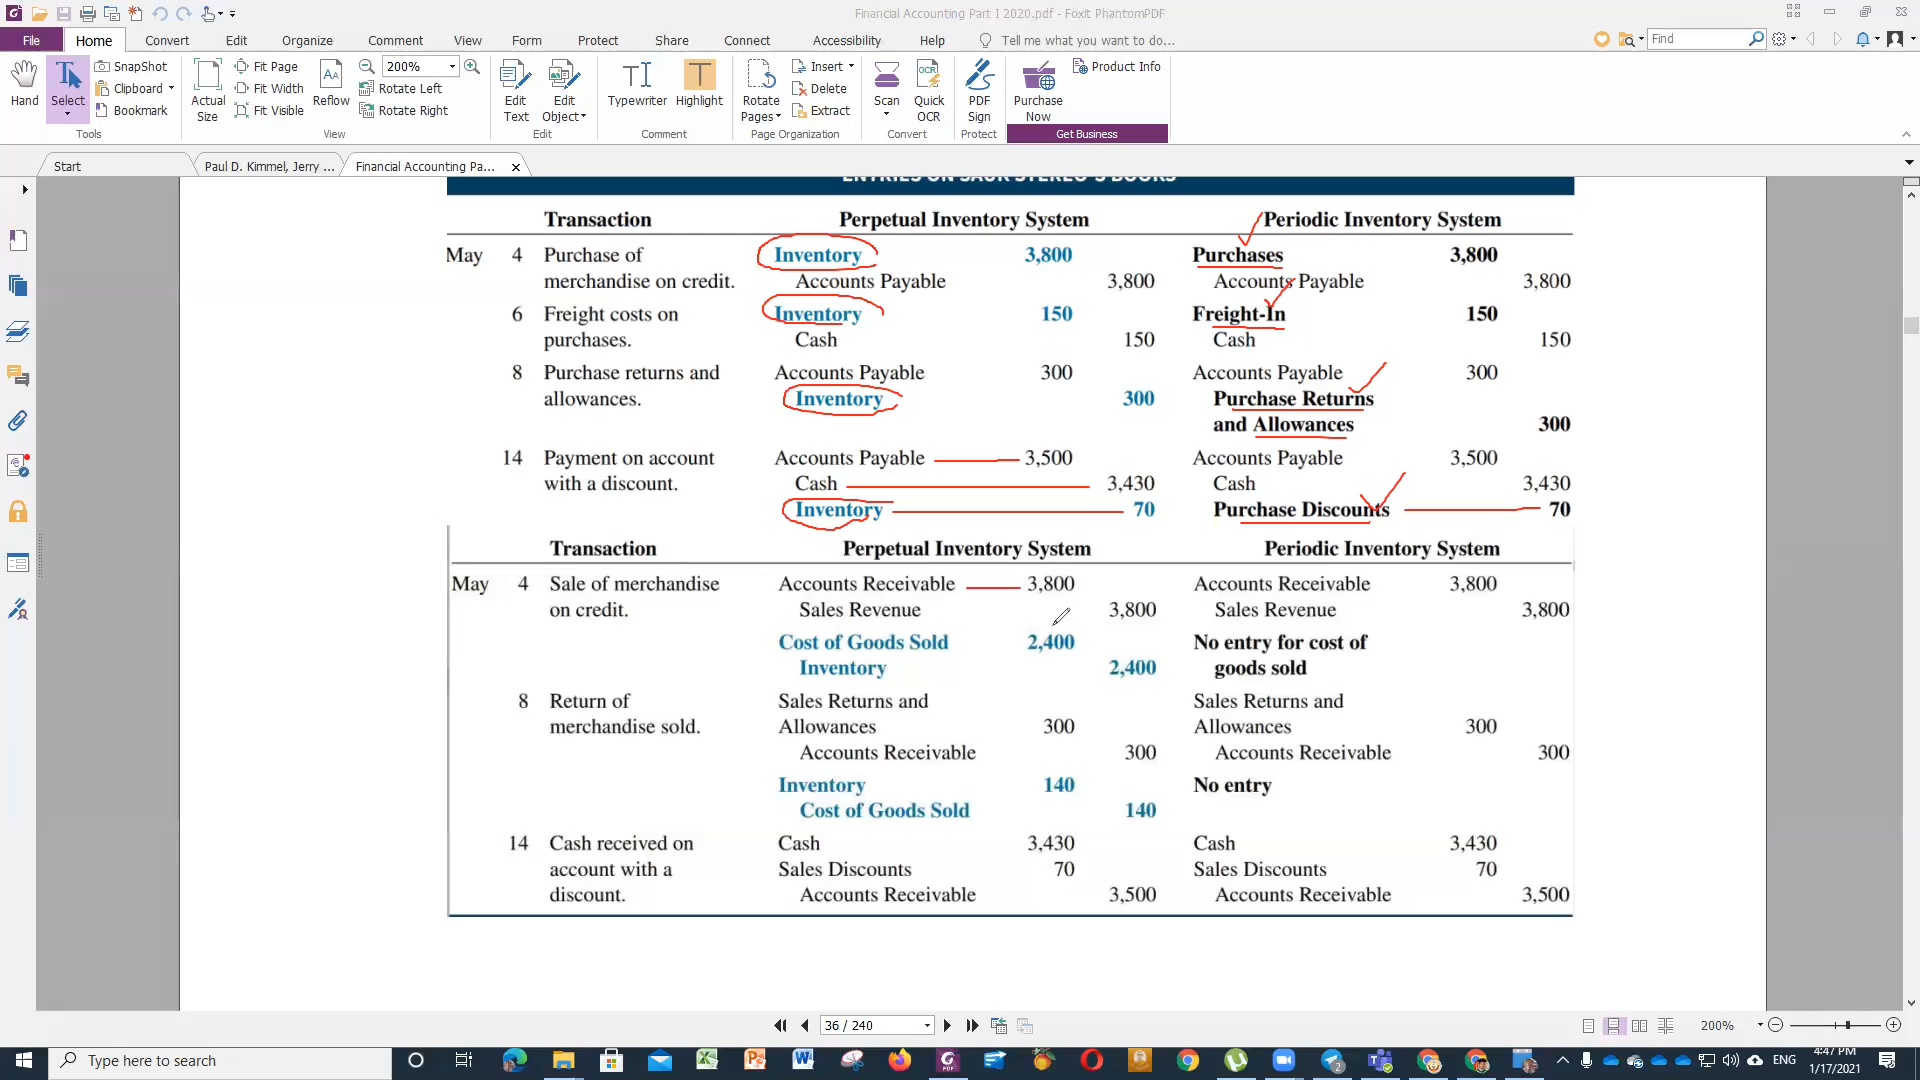 Financial Accounting Part I 2020.pdf - Foxit PhantomPDF
File Home Convert Edit Organize Comment View Form Protect Share Connect Accessibility Help Tell me what you want to do... Find
Hand
Select
Tools
SnapShot
Clipboard
Bookmark
Actual Size
Fit Page
Fit Width
Fit Visible
Reflow
200%
Rotate Left
Rotate Right
View
Edit Text
Edit Object
Edit
Typewriter
Highlight
Comment
Rotate Pages
Insert
Delete
Extract
Page Organization
Scan
Quick OCR
Convert
PDF Sign
Protect
Purchase Now
Product Info
Get Business
Start Paul D. Kimmel, Jerry ... Financial Accounting Pa...
ENTRIES ON SAUK STEREO'S BOOKS
Transaction Perpetual Inventory System Periodic Inventory System
May 4 Purchase of Inventory 3,800 Purchases 3,800
merchandise on credit. Accounts Payable 3,800 Accounts Payable 3,800
6 Freight costs on Inventory 150 Freight-In 150
purchases. Cash 150 Cash 150
8 Purchase returns and Accounts Payable 300 Accounts Payable 300
allowances. Inventory 300 Purchase Returns
and Allowances 300
14 Payment on account Accounts Payable 3,500 Accounts Payable 3,500
with a discount. Cash 3,430 Cash 3,430
Inventory 70 Purchase Discounts 70
Transaction Perpetual Inventory System Periodic Inventory System
May 4 Sale of merchandise Accounts Receivable 3,800 Accounts Receivable 3,800
on credit. Sales Revenue 3,800 Sales Revenue 3,800
Cost of Goods Sold 2,400 No entry for cost of
Inventory 2,400 goods sold
8 Return of Sales Returns and Sales Returns and
merchandise sold. Allowances 300 Allowances 300
Accounts Receivable 300 Accounts Receivable 300
Inventory 140 No entry
Cost of Goods Sold 140
14 Cash received on Cash 3,430 Cash 3,430
account with a Sales Discounts 70 Sales Discounts 70
discount. Accounts Receivable 3,500 Accounts Receivable 3,500
36 / 240
200%
Type here to search
ENG
4:47 PM
1/17/2021